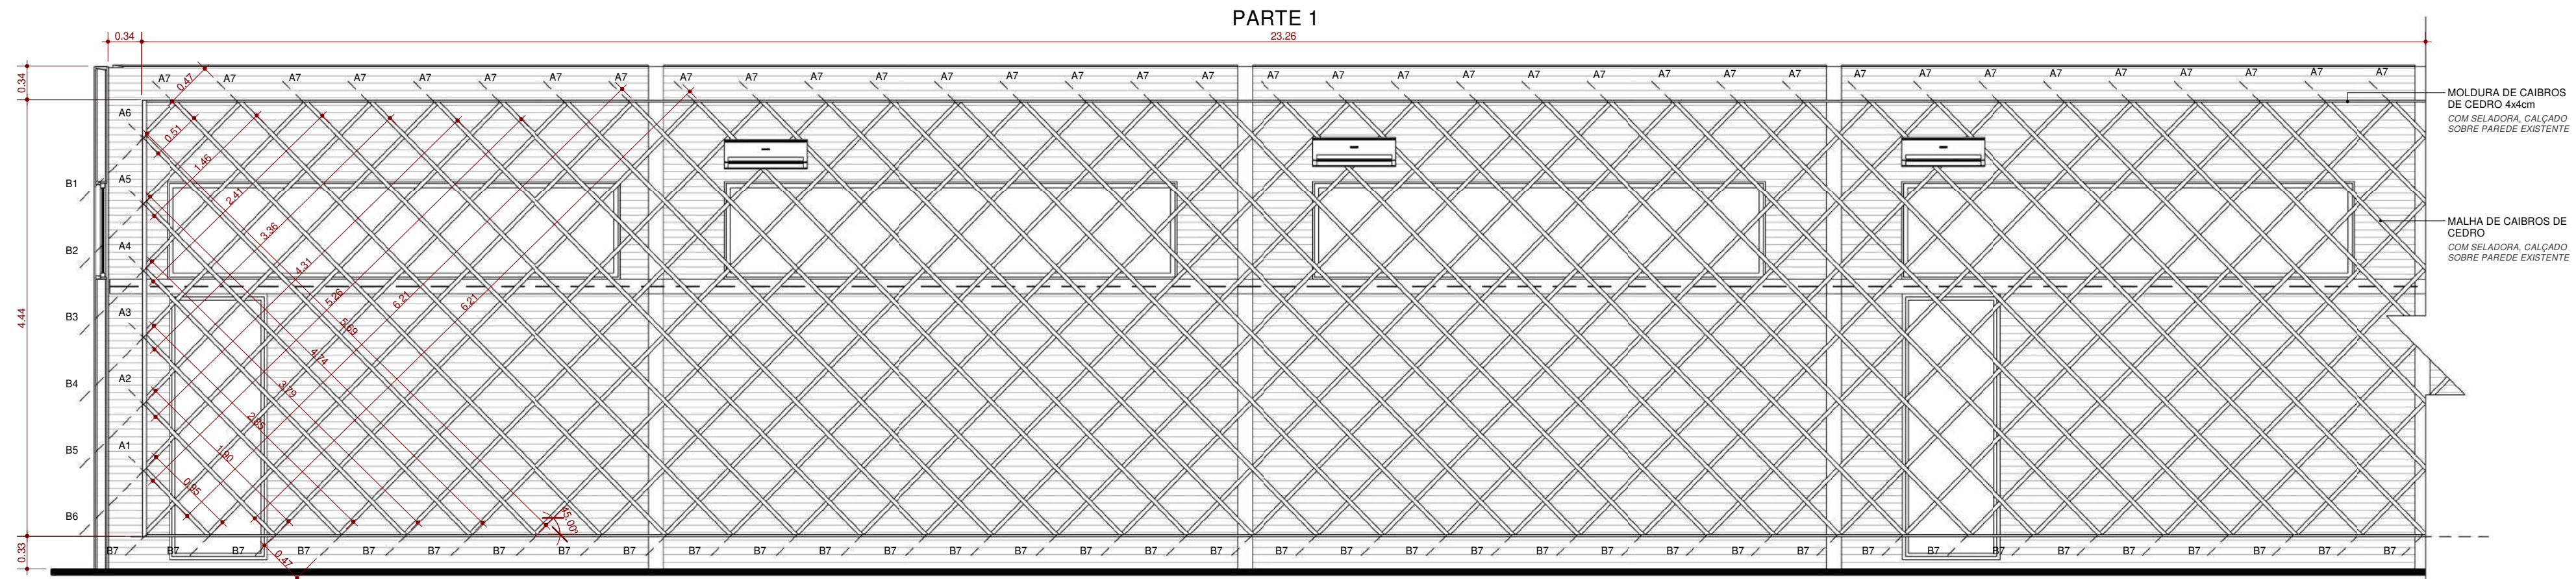 PARTE 1
0.34
23.26
0.34
A7 A7 A7 A7 A7 A7 A7 A7 A7 A7 A7 A7 A7 A7 A7 A7 A7 A7 A7 A7 A7 A7 A7 A7 A7 A7 A7 A7 A7 A7 A7 A7 A7 A7 A7
0.47
MOLDURA DE CAIBROS
DE CEDRO 4x4cm
COM SELADORA, CALÇADO
SOBRE PAREDE EXISTENTE
A6
0.51
1.46
A5
B1
2.41
MALHA DE CAIBROS DE
CEDRO
COM SELADORA, CALÇADO
SOBRE PAREDE EXISTENTE
3.36
A4
B2
4.31
5.26
6.21
6.21
A3
B3
4.44
5.69
4.74
A2
B4
3.79
2.85
A1
B5
1.90
0.95
B6
45.00°
0.33
B7 B7 B7 B7 B7 B7 B7 B7 B7 B7 B7 B7 B7 B7 B7 B7 B7 B7 B7 B7 B7 B7 B7 B7 B7 B7 B7 B7 B7 B7 B7 B7 B7 B7 B7 B7
0.47